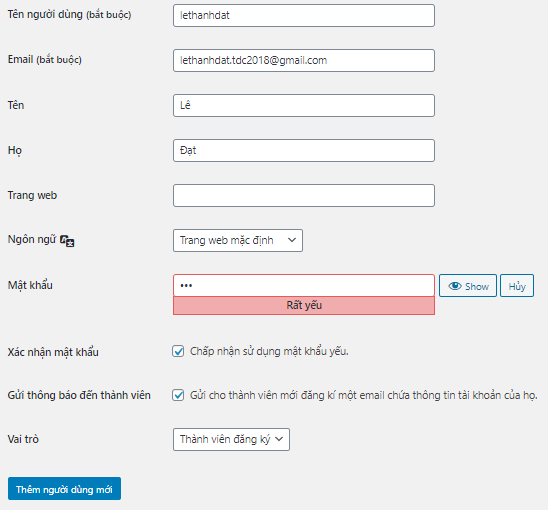 Tên người dùng (bắt buộc) lethanhdat
Email (bắt buộc) lethanhdat.tdc2018@gmail.com
Tên Lê
Họ Đạt
Trang web
Ngôn ngữ Trang web mặc định
Mật khẩu ••• Show Hủy
Rất yếu
Xác nhận mật khẩu Chấp nhận sử dụng mật khẩu yếu.
Gửi thông báo đến thành viên Gửi cho thành viên mới đăng kí một email chứa thông tin tài khoản của họ.
Vai trò Thành viên đăng ký
Thêm người dùng mới